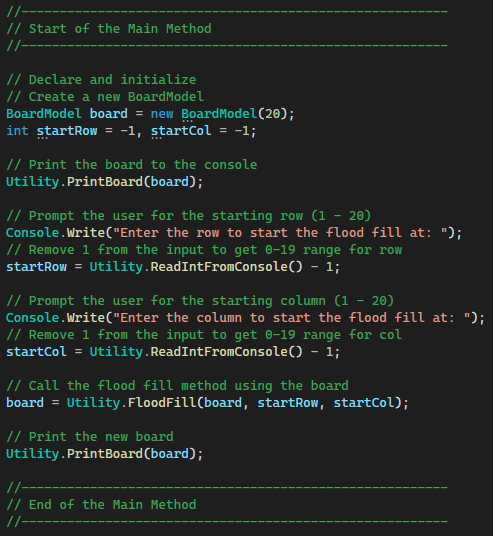 //------------------------------------------------------
// Start of the Main Method
//------------------------------------------------------
// Declare and initialize
// Create a new BoardModel
BoardModel board = new BoardModel(20);
int startRow = -1, startCol = -1;
// Print the board to the console
Utility.PrintBoard(board);
// Prompt the user for the starting row (1 - 20)
Console.Write("Enter the row to start the flood fill at: ");
// Remove 1 from the input to get 0-19 range for row
startRow = Utility.ReadIntFromConsole() - 1;
// Prompt the user for the starting column (1 - 20)
Console.Write("Enter the column to start the flood fill at: ");
// Remove 1 from the input to get 0-19 range for col
startCol = Utility.ReadIntFromConsole() - 1;
// Call the flood fill method using the board
board = Utility.FloodFill(board, startRow, startCol);
// Print the new board
Utility.PrintBoard(board);
//------------------------------------------------------
// End of the Main Method
//------------------------------------------------------